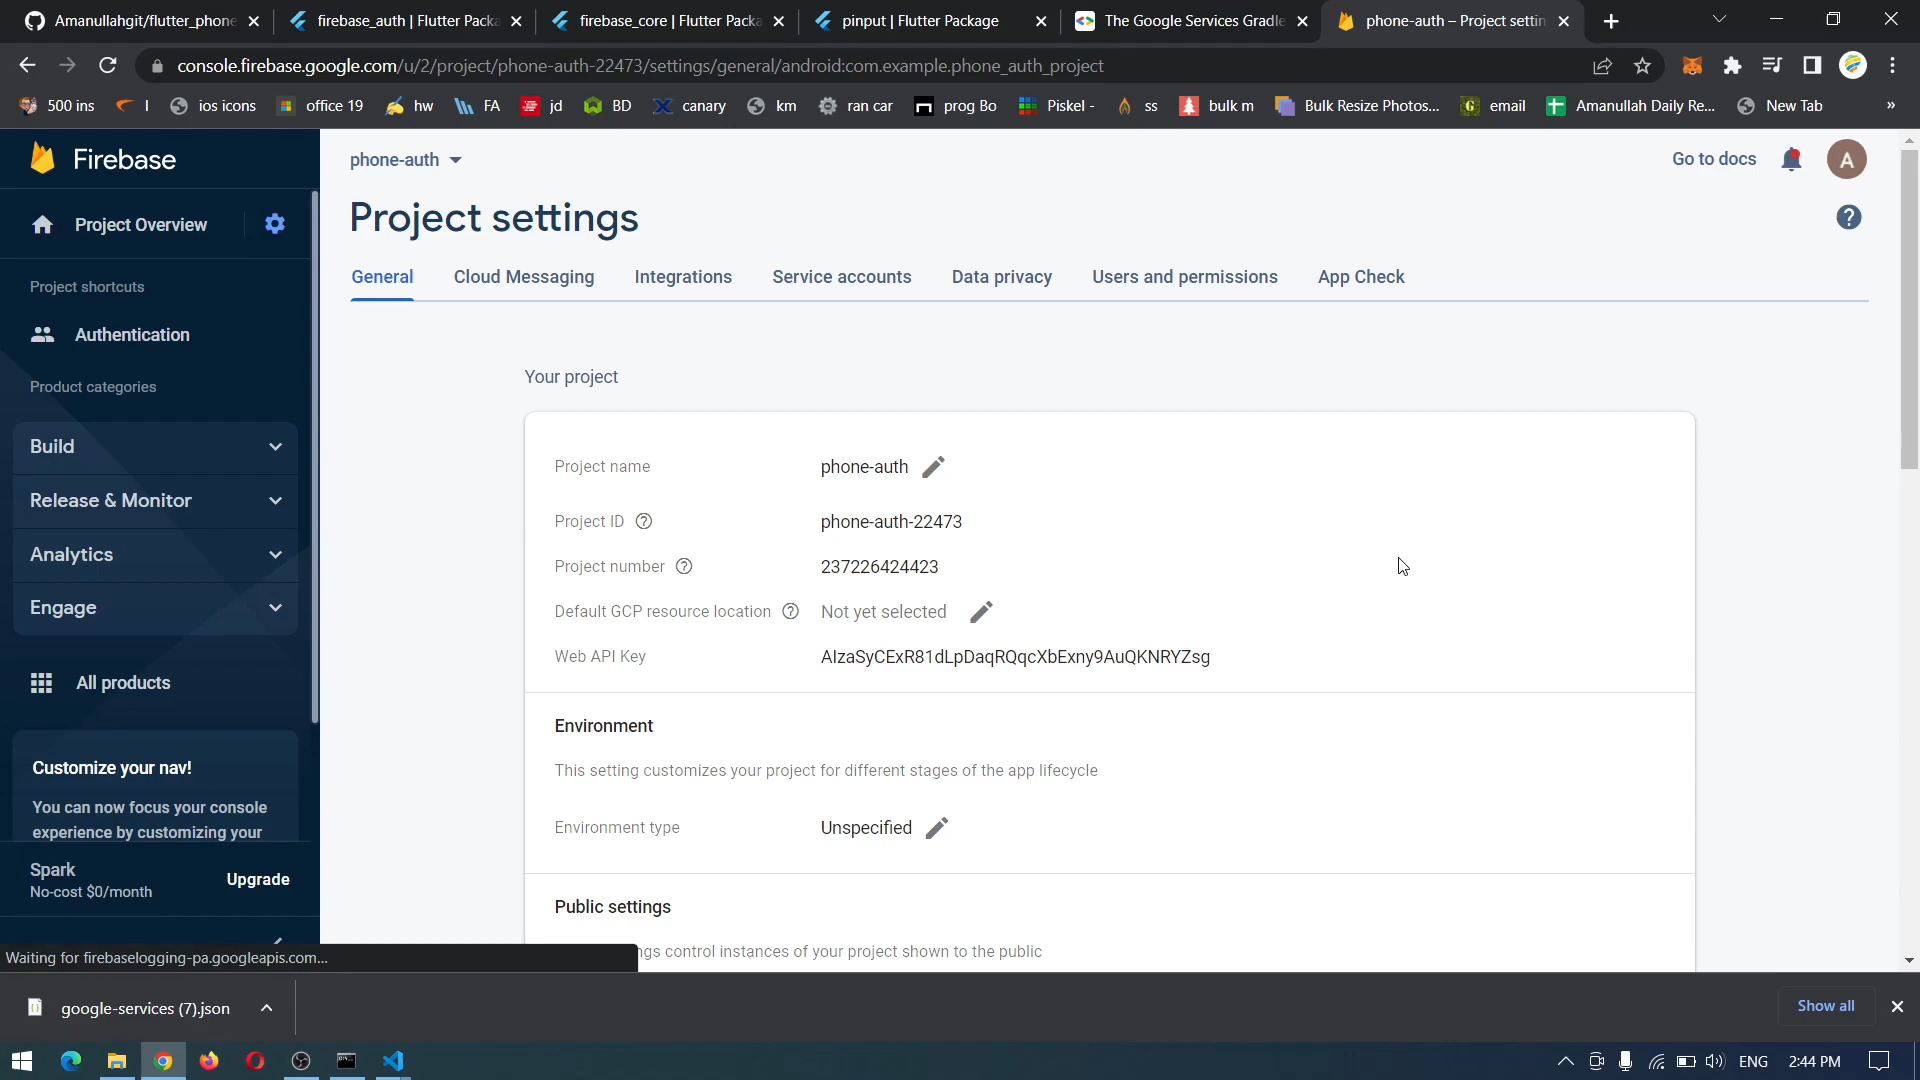 Amanullahgit/flutter_phone
firebase_auth | Flutter Packa
firebase_core | Flutter Packa
pinput | Flutter Package
The Google Services Gradle
phone-auth – Project settin
console.firebase.google.com/u/2/project/phone-auth-22473/settings/general/android:com.example.phone_auth_project
500 ins
I
ios icons
office 19
hw
FA
jd
BD
canary
km
ran car
prog Bo
Piskel -
ss
bulk m
Bulk Resize Photos...
email
Amanullah Daily Re...
New Tab
»
Firebase
phone-auth
Go to docs
A
Project Overview
Project settings
General
Cloud Messaging
Integrations
Service accounts
Data privacy
Users and permissions
App Check
Project shortcuts
Authentication
Product categories
Build
Release & Monitor
Analytics
Engage
All products
Customize your nav!
You can now focus your console
experience by customizing your
Spark
No-cost $0/month
Upgrade
Your project
Project name
phone-auth
Project ID
phone-auth-22473
Project number
237226424423
Default GCP resource location
Not yet selected
Web API Key
AIzaSyCExR81dLpDaqRQqcXbExny9AuQKNRYZsg
Environment
This setting customizes your project for different stages of the app lifecycle
Environment type
Unspecified
Public settings
ngs control instances of your project shown to the public
Waiting for firebaselogging-pa.googleapis.com...
google-services (7).json
Show all
ENG
2:44 PM